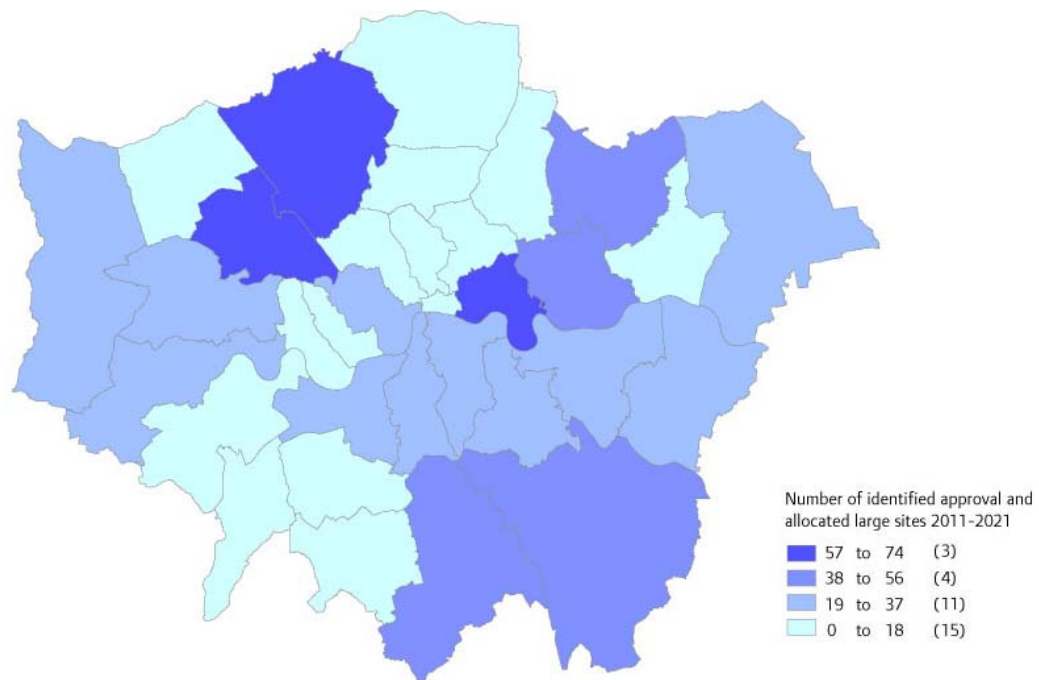 Number of identified approval and
allocated large sites 2011-2021
57 to 74 (3)
38 to 56 (4)
19 to 37 (11)
0 to 18 (15)